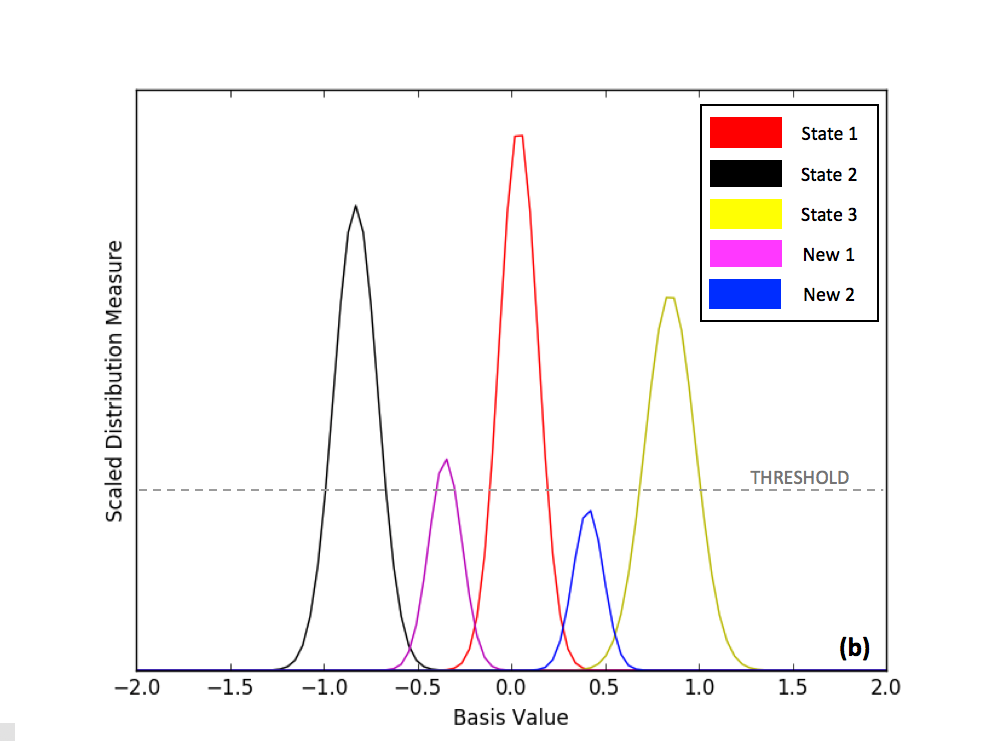 State 1
State 2
State 3
New 1
New 2
Scaled Distribution Measure
THRESHOLD
(b)
−2.0 −1.5 −1.0 −0.5 0.0 0.5 1.0 1.5 2.0
Basis Value